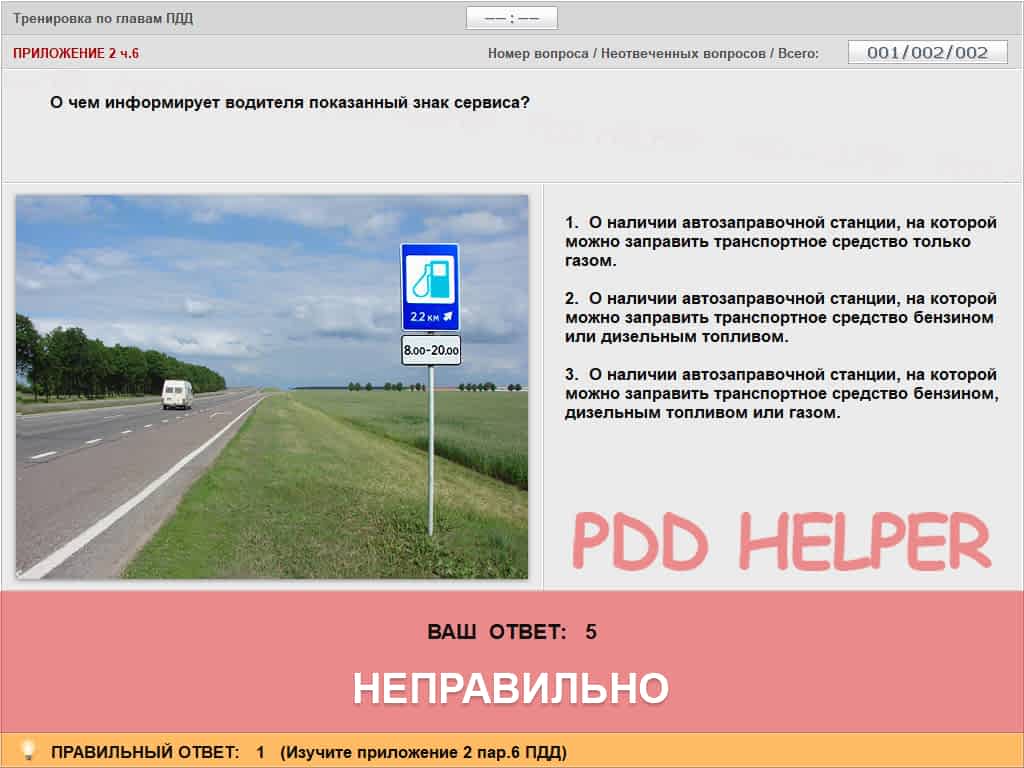 Тренировка по главам ПДД
—— : ——
ПРИЛОЖЕНИЕ 2 ч.6
Номер вопроса / Неотвеченных вопросов / Всего:
001/002/002
О чем информирует водителя показанный знак сервиса?
2.2 км
8.00-20.00
1. О наличии автозаправочной станции, на которой
можно заправить транспортное средство только
газом.
2. О наличии автозаправочной станции, на которой
можно заправить транспортное средство бензином
или дизельным топливом.
3. О наличии автозаправочной станции, на которой
можно заправить транспортное средство бензином,
дизельным топливом или газом.
PDD HELPER
ВАШ ОТВЕТ: 5
НЕПРАВИЛЬНО
ПРАВИЛЬНЫЙ ОТВЕТ: 1 (Изучите приложение 2 пар.6 ПДД)